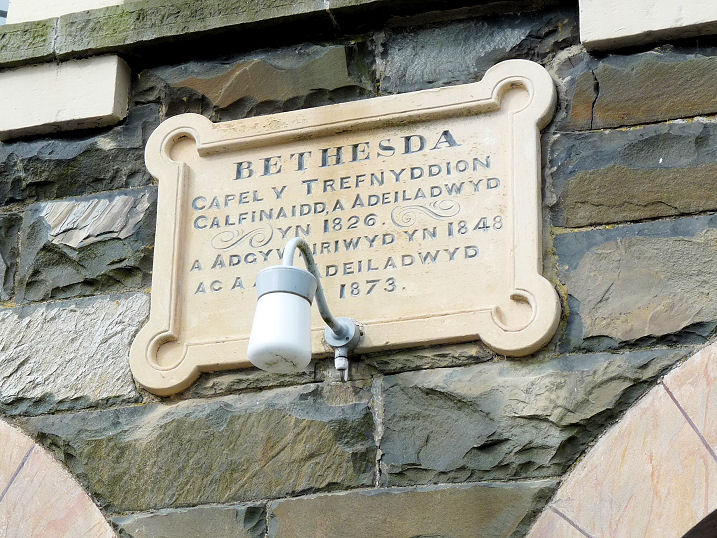 BETHESDA
CAPEL Y TREFNYDDION
CALFINAIDD, A ADEILADWYD
YN 1826.
A YN 1848
AC A
1873.